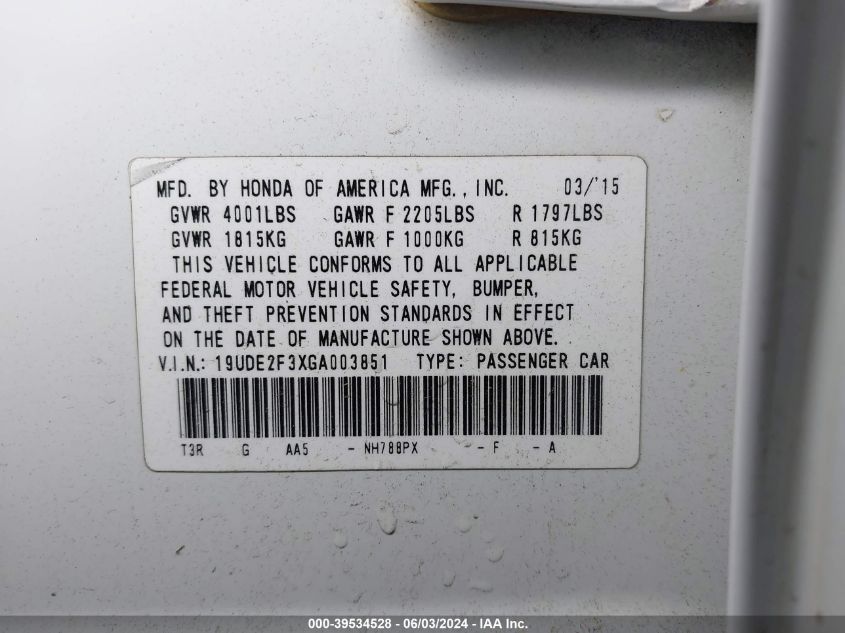 MFD. BY HONDA OF AMERICA MFG., INC. 03/'15
GVWR 4001LBS GAWR F 2205LBS R 1797LBS
GVWR 1815KG GAWR F 1000KG R 815KG
THIS VEHICLE CONFORMS TO ALL APPLICABLE
FEDERAL MOTOR VEHICLE SAFETY, BUMPER,
AND THEFT PREVENTION STANDARDS IN EFFECT
ON THE DATE OF MANUFACTURE SHOWN ABOVE.
V.I.N.: 19UDE2F3XGA003851 TYPE: PASSENGER CAR
T3R G AA5 - NH788PX - F - A
000-39534528 - 06/03/2024 - IAA Inc.